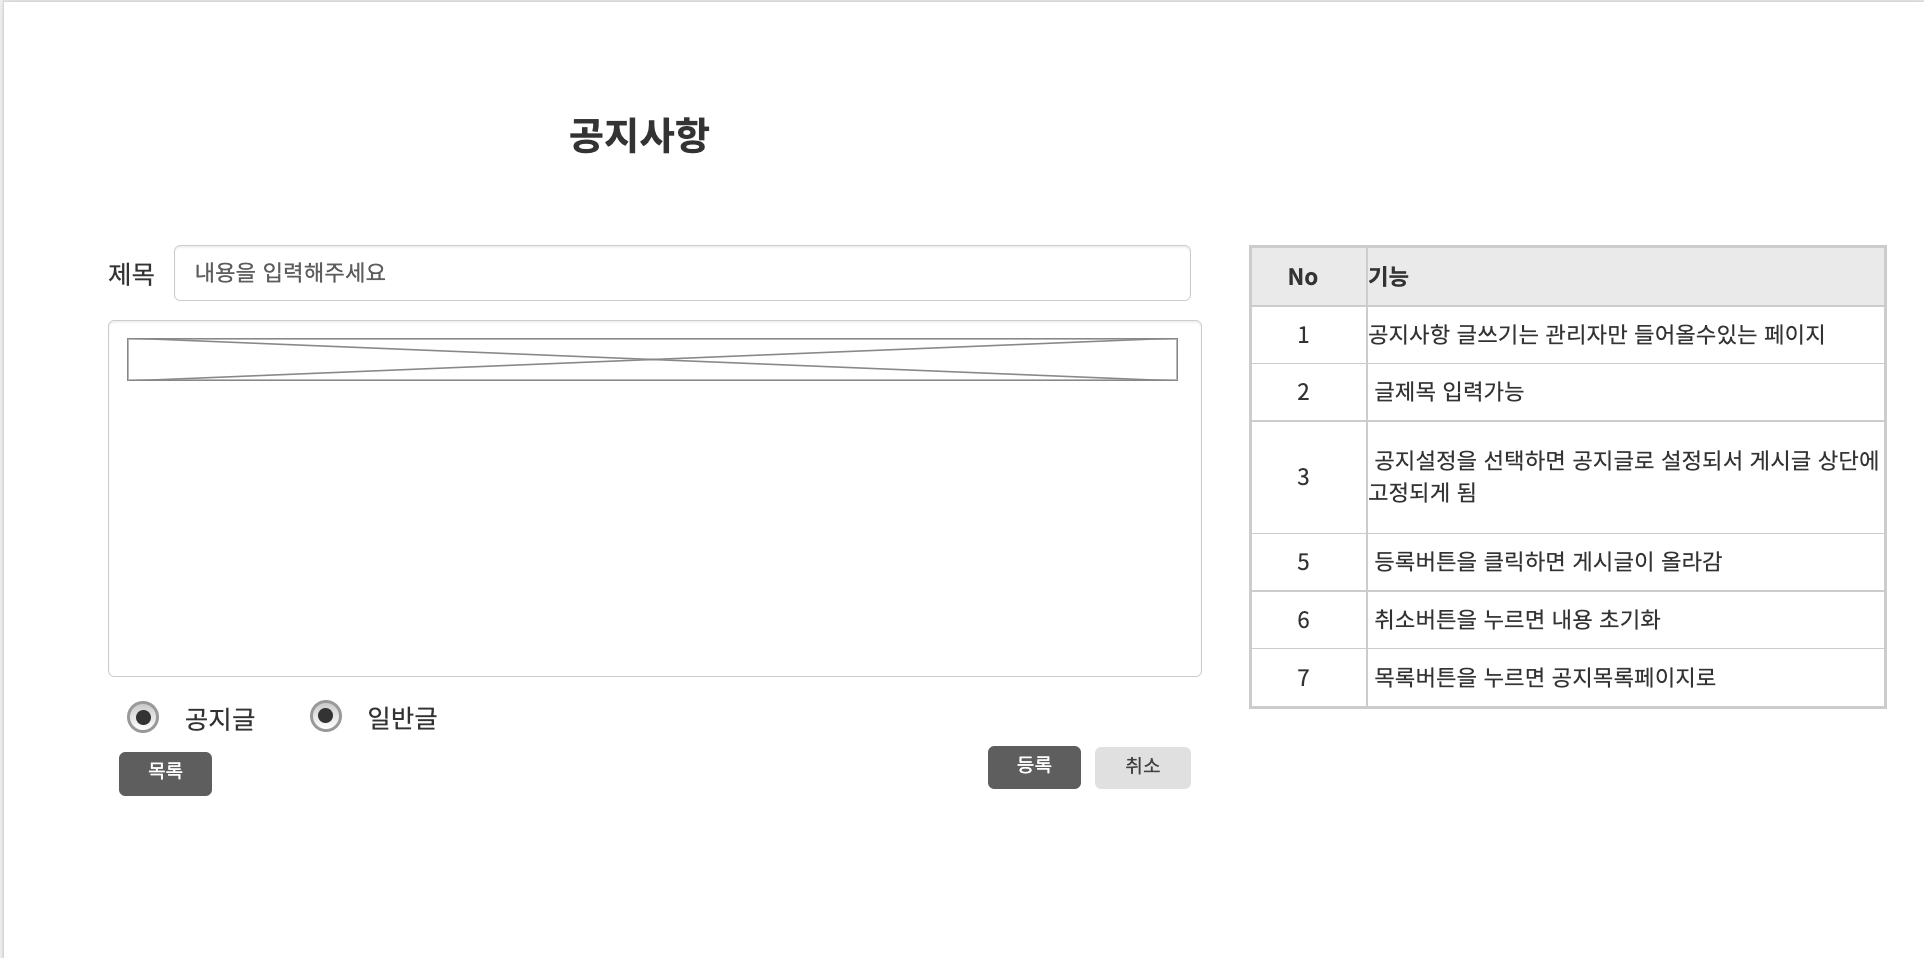 공지사항
제목 내용을 입력해주세요
공지글 일반글
목록 등록 취소
No 기능
1 공지사항 글쓰기는 관리자만 들어올수있는 페이지
2 글제목 입력가능
3 공지설정을 선택하면 공지글로 설정되서 게시글 상단에
고정되게 됨
5 등록버튼을 클릭하면 게시글이 올라감
6 취소버튼을 누르면 내용 초기화
7 목록버튼을 누르면 공지목록페이지로